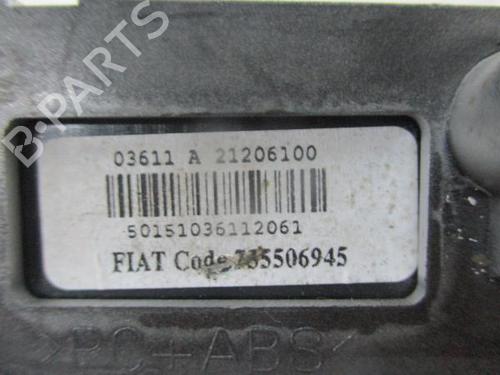 B-PARTS
03611 A 21206100
50151036112061
FIAT Code 735506945
>PC+ABS<